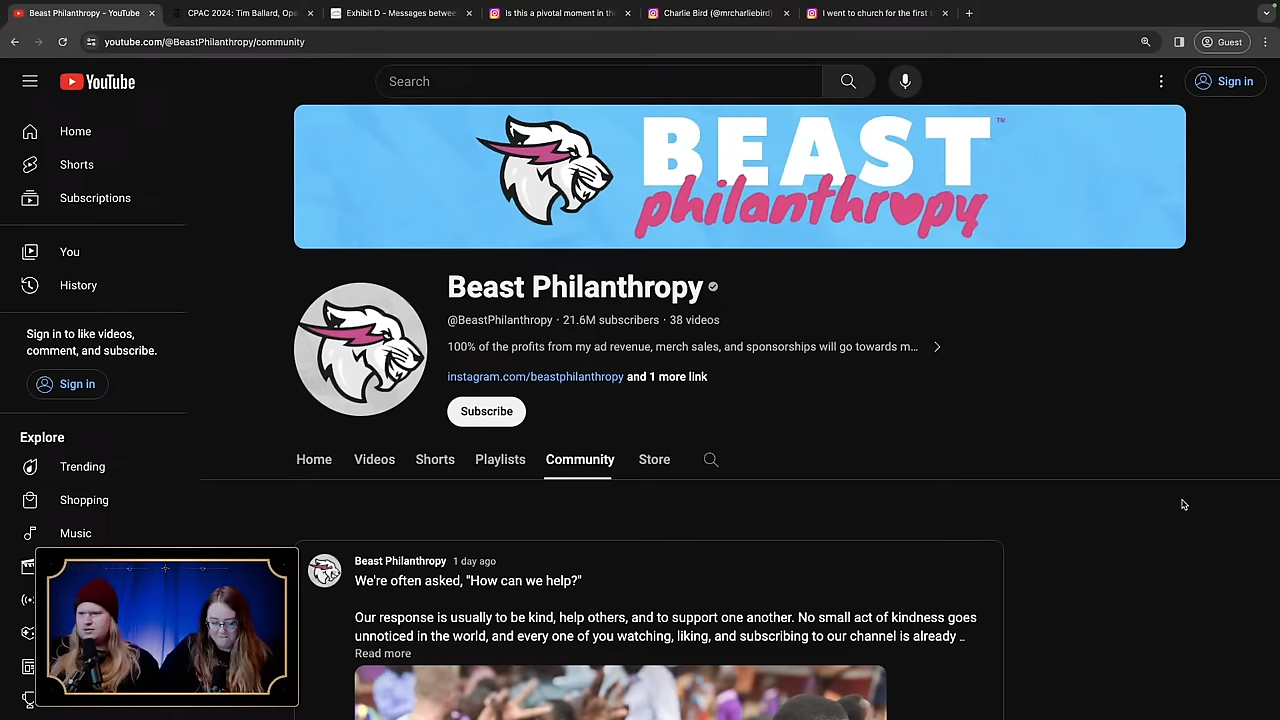 Beast Philanthropy - YouTube
CPAC 2024: Tim Ballard, Ope
Exhibit D - Messages betwee
Is this a pivotal moment in th
Charlie Bird (@mrcharliebird)
I went to church for the first t
youtube.com/@BeastPhilanthropy/community
Guest
YouTube
Search
Sign in
Home
Shorts
Subscriptions
You
History
Sign in to like videos,
comment, and subscribe.
Sign in
Explore
Trending
Shopping
Music
BEAST™
philanthropy
Beast Philanthropy
@BeastPhilanthropy · 21.6M subscribers · 38 videos
100% of the profits from my ad revenue, merch sales, and sponsorships will go towards m...
instagram.com/beastphilanthropy and 1 more link
Subscribe
Home Videos Shorts Playlists Community Store
Beast Philanthropy 1 day ago
We're often asked, "How can we help?"
Our response is usually to be kind, help others, and to support one another. No small act of kindness goes
unnoticed in the world, and every one of you watching, liking, and subscribing to our channel is already ...
Read more